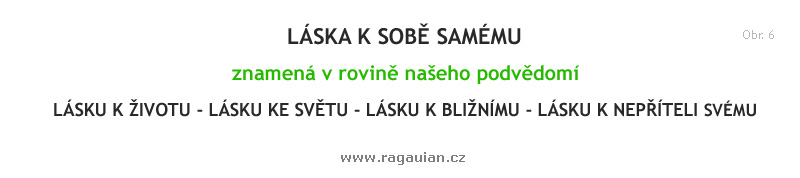 LÁSKA K SOBĚ SAMÉMU
Obr. 6
znamená v rovině našeho podvědomí
LÁSKU K ŽIVOTU - LÁSKU KE SVĚTU - LÁSKU K BLIŽNÍMU - LÁSKU K NEPŘÍTELI SVÉMU
www.ragauian.cz